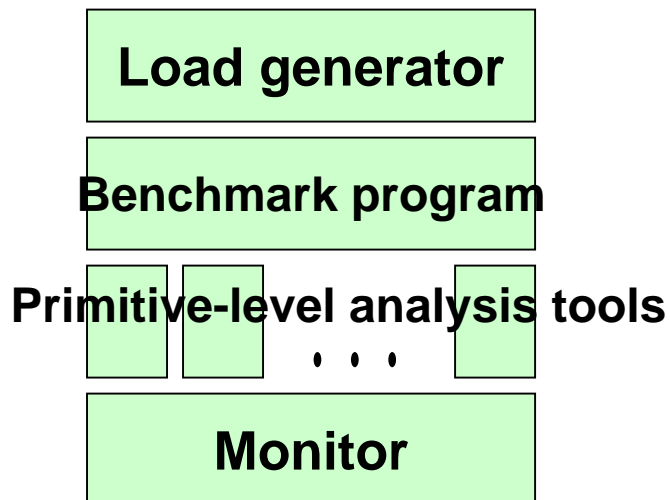 Load generator
Benchmark program
Primitive-level analysis tools
. . .
Monitor